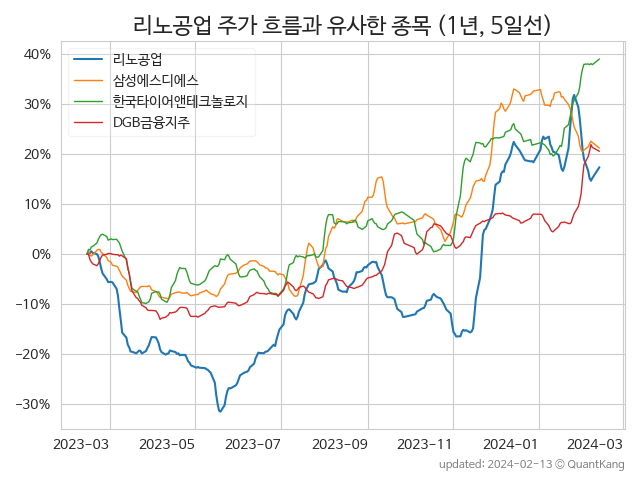 리노공업 주가 흐름과 유사한 종목 (1년, 5일선)
40%
30%
20%
10%
0%
−10%
−20%
−30%
리노공업
삼성에스디에스
한국타이어앤테크놀로지
DGB금융지주
2023-03 2023-05 2023-07 2023-09 2023-11 2024-01 2024-03
updated: 2024-02-13 ⓒ QuantKang